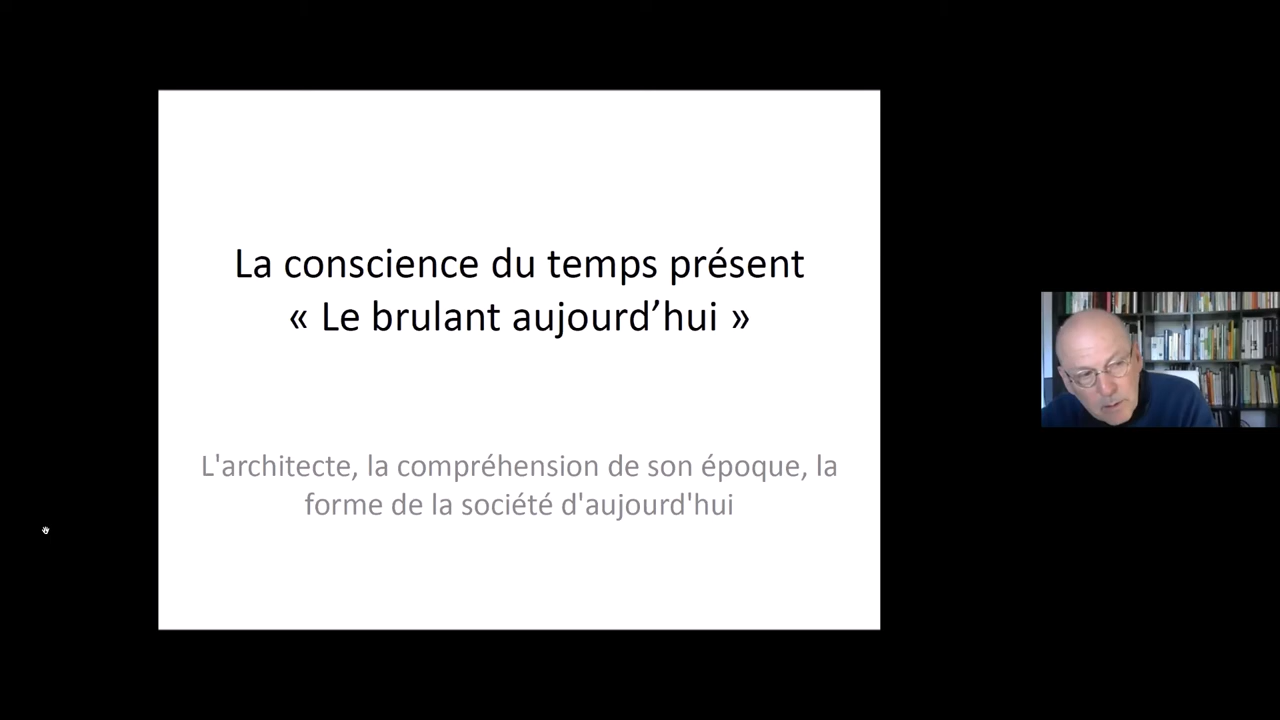 La conscience du temps présent
« Le brulant aujourd’hui »
L'architecte, la compréhension de son époque, la
forme de la société d'aujourd'hui